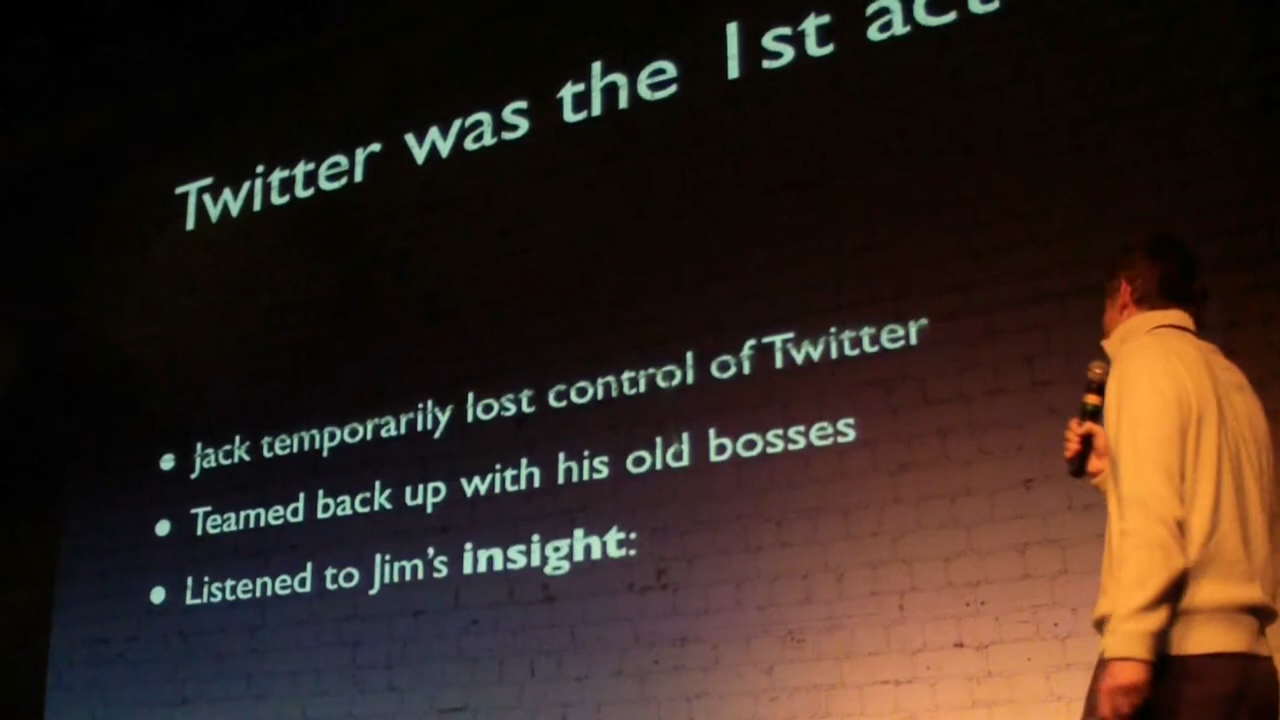 Twitter was the 1st act
• Jack temporarily lost control of Twitter
• Teamed back up with his old bosses
• Listened to Jim's insight: